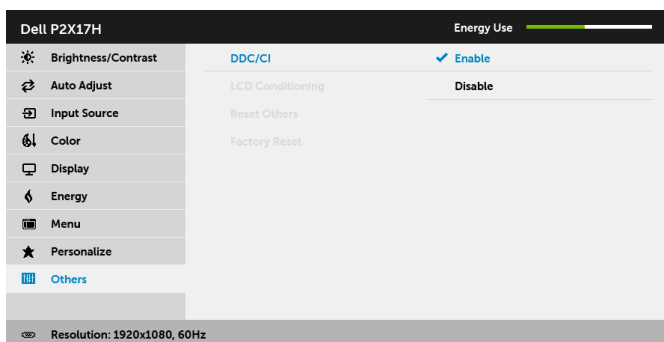 Dell P2X17H Energy Use
Brightness/Contrast DDC/CI Enable
Auto Adjust LCD Conditioning Disable
Input Source Reset Others
Color Factory Reset
Display
Energy
Menu
Personalize
Others
Resolution: 1920x1080, 60Hz